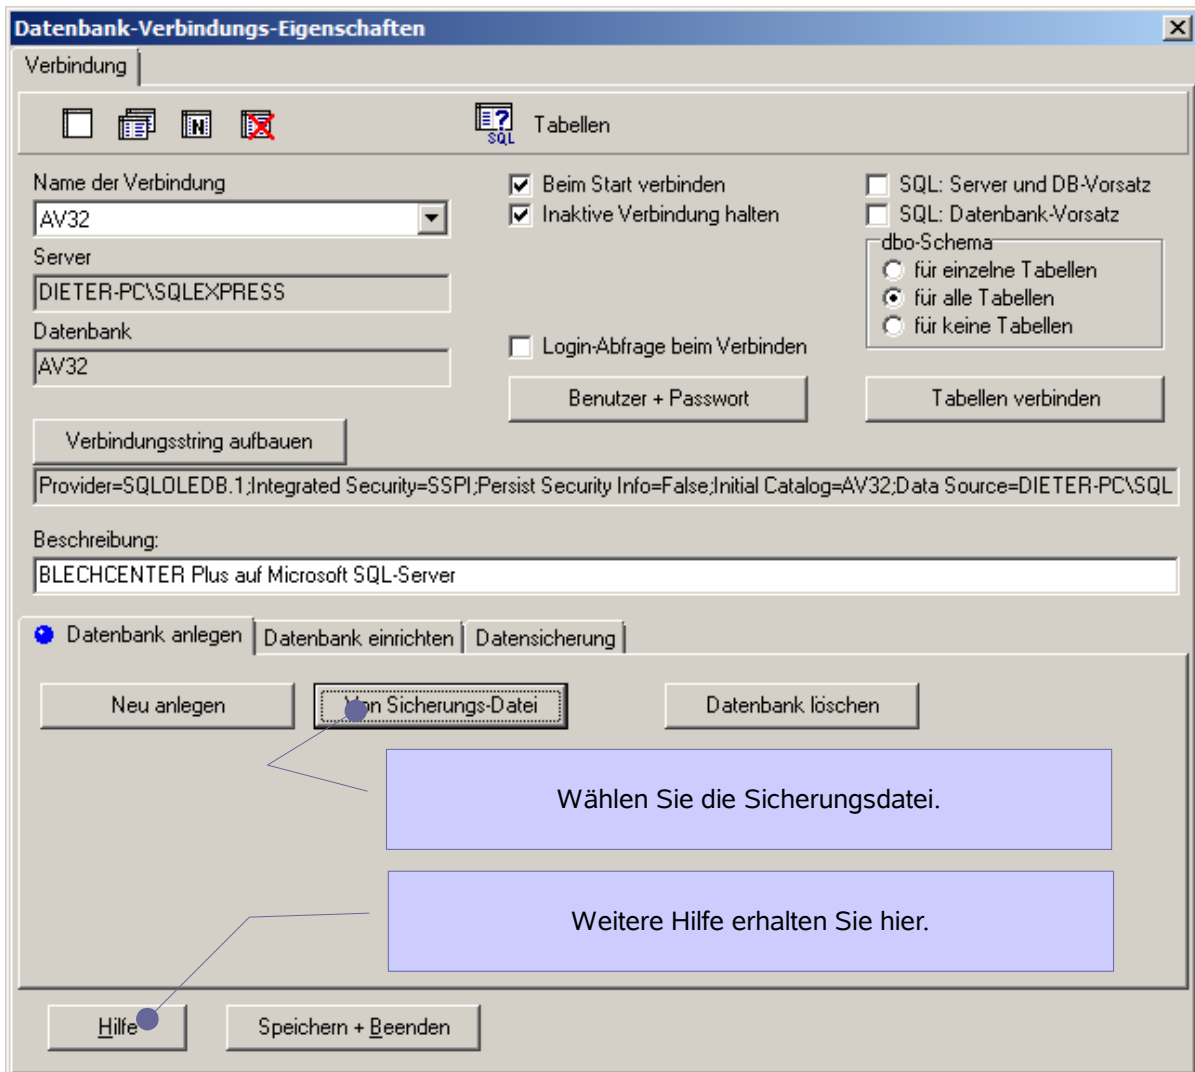 Datenbank-Verbindungs-Eigenschaften
Verbindung
N
SQL
Tabellen
Name der Verbindung
AV32
Server
DIETER-PC\SQLEXPRESS
Datenbank
AV32
Beim Start verbinden
Inaktive Verbindung halten
Login-Abfrage beim Verbinden
Benutzer + Passwort
SQL: Server und DB-Vorsatz
SQL: Datenbank-Vorsatz
dbo-Schema
für einzelne Tabellen
für alle Tabellen
für keine Tabellen
Tabellen verbinden
Verbindungsstring aufbauen
Provider=SQLOLEDB.1;Integrated Security=SSPI;Persist Security Info=False;Initial Catalog=AV32;Data Source=DIETER-PC\SQL
Beschreibung:
BLECHCENTER Plus auf Microsoft SQL-Server
Datenbank anlegen
Datenbank einrichten
Datensicherung
Neu anlegen
Von Sicherungs-Datei
Datenbank löschen
Wählen Sie die Sicherungsdatei.
Weitere Hilfe erhalten Sie hier.
Hilfe
Speichern + Beenden